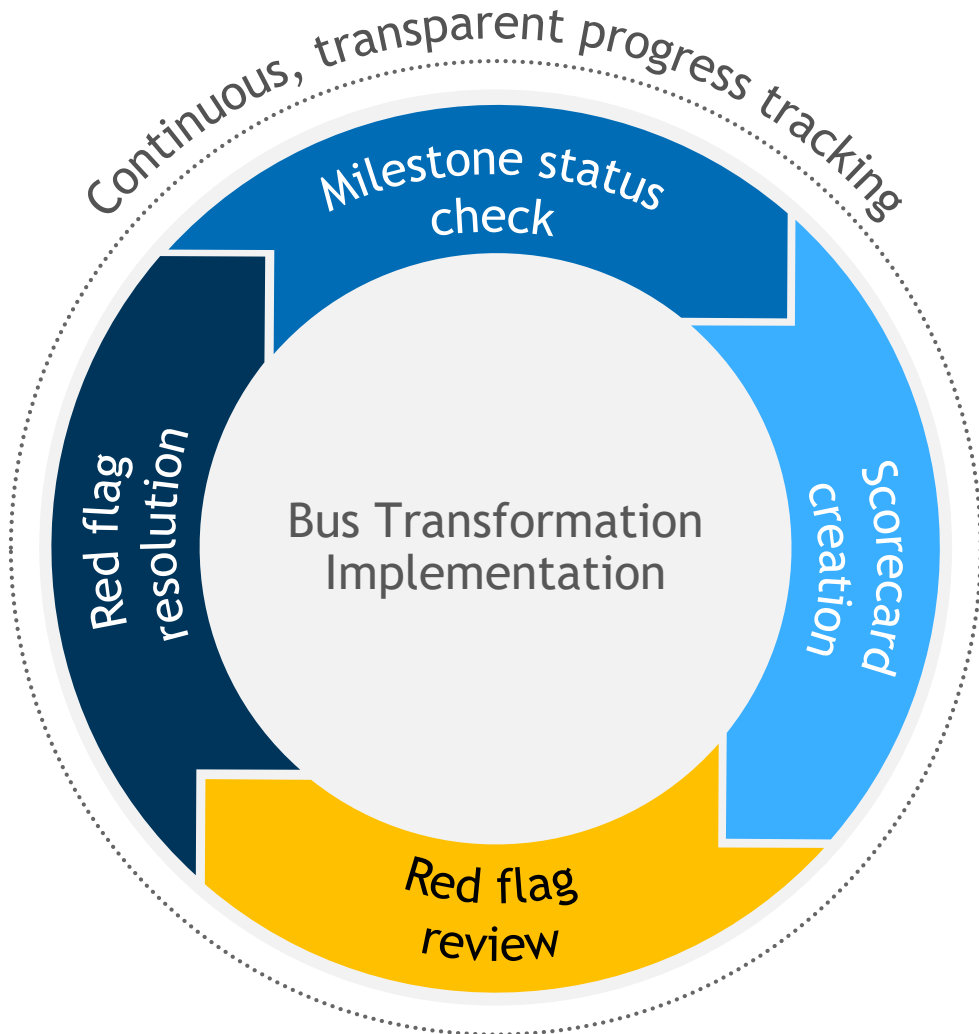 Continuous, transparent progress tracking
Milestone status
check
Scorecard
creation
Red flag
review
Red flag
resolution
Bus Transformation
Implementation